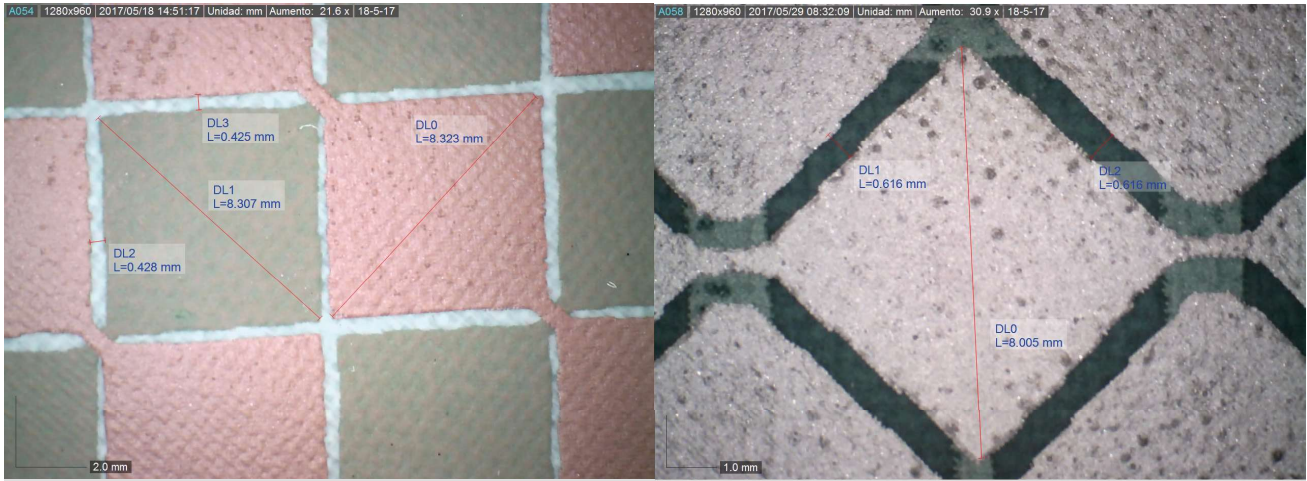 A054 1280x960 2017/05/18 14:51:17 Unidad: mm Aumento: 21.6 x 18-5-17
DL3
L=0.425 mm
DL0
L=8.323 mm
DL1
L=8.307 mm
DL2
L=0.428 mm
2.0 mm
A058 1280x960 2017/05/29 08:32:09 Unidad: mm Aumento: 30.9 x 18-5-17
DL1
L=0.616 mm
DL2
L=0.616 mm
DL0
L=8.005 mm
1.0 mm